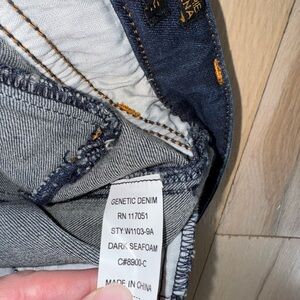 GENETIC DENIM
RN 117051
STY:W1103-9A
DARK SEAFOAM
C#8900-C
MADE IN CHINA